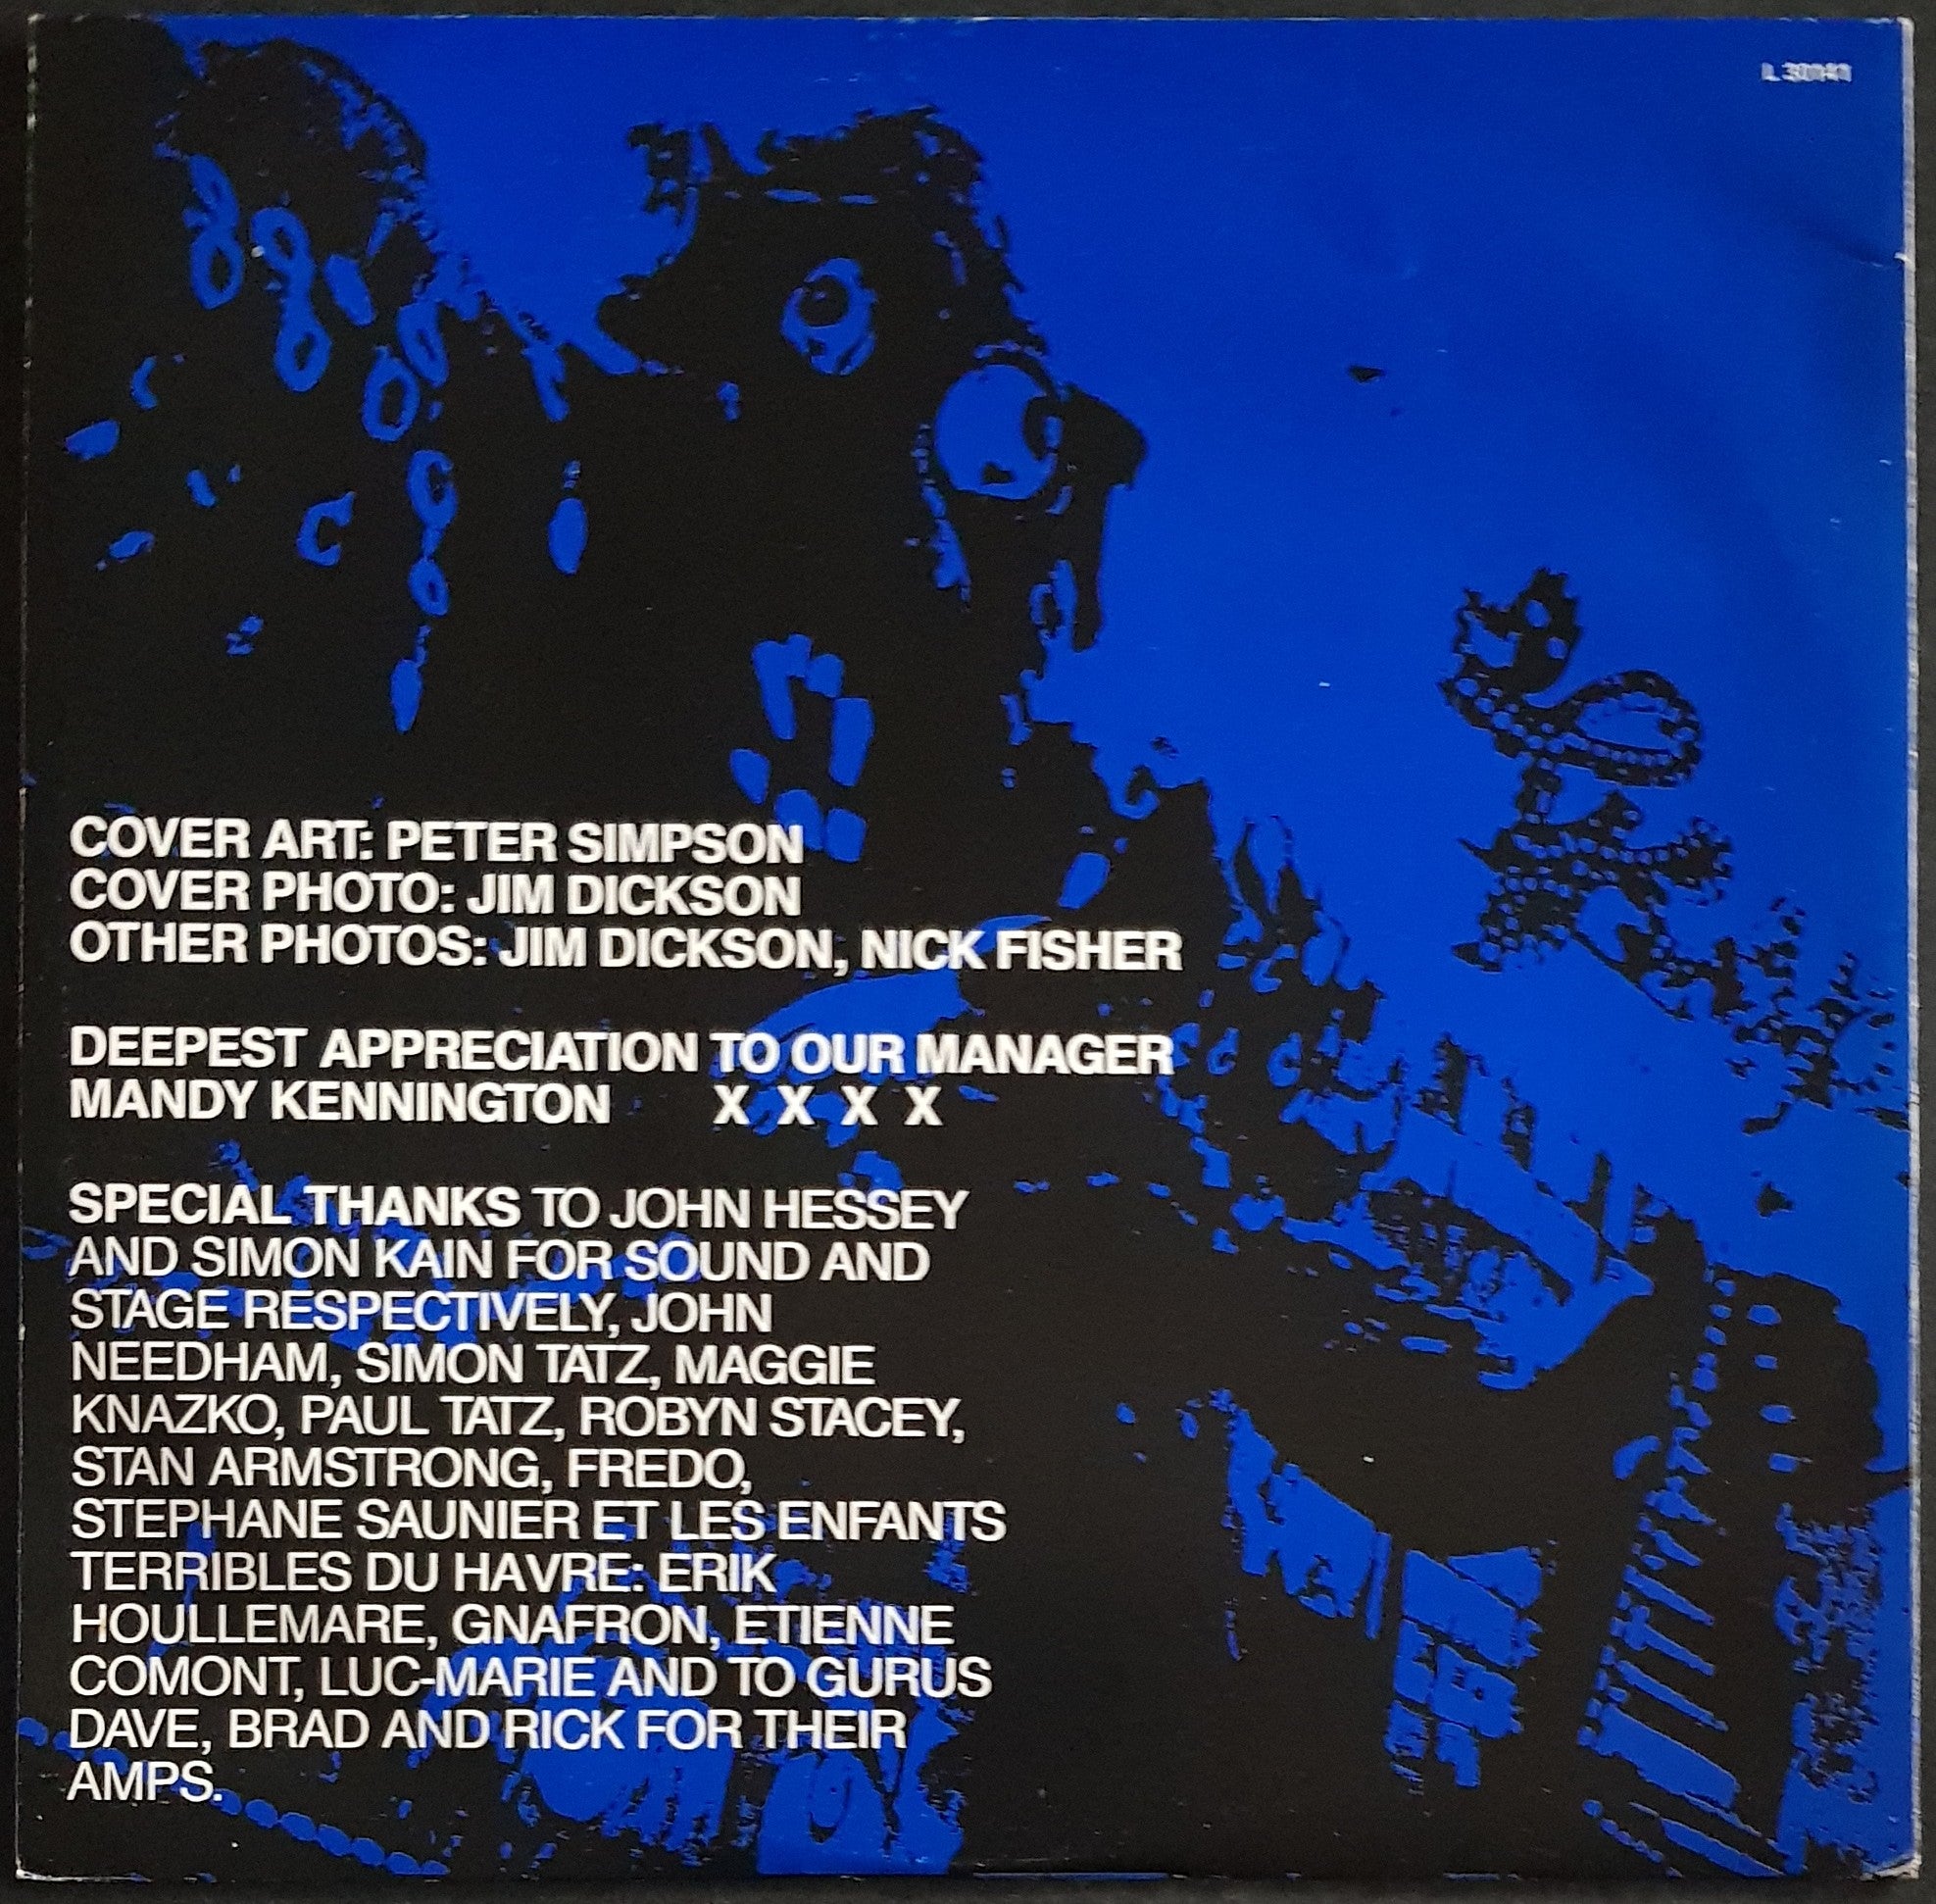 COVER ART: PETER SIMPSON
COVER PHOTO: JIM DICKSON
OTHER PHOTOS: JIM DICKSON, NICK FISHER
DEEPEST APPRECIATION TO OUR MANAGER
MANDY KENNINGTON X X X X
SPECIAL THANKS TO JOHN HESSEY
AND SIMON KAIN FOR SOUND AND
STAGE RESPECTIVELY, JOHN
NEEDHAM, SIMON TATZ, MAGGIE
KNAZKO, PAUL TATZ, ROBYN STACEY,
STAN ARMSTRONG, FREDO,
STEPHANE SAUNIER ET LES ENFANTS
TERRIBLES DU HAVRE: ERIK
HOULLEMARE, GNAFRON, ETIENNE
COMONT, LUC-MARIE AND TO GURUS
DAVE, BRAD AND RICK FOR THEIR
AMPS.